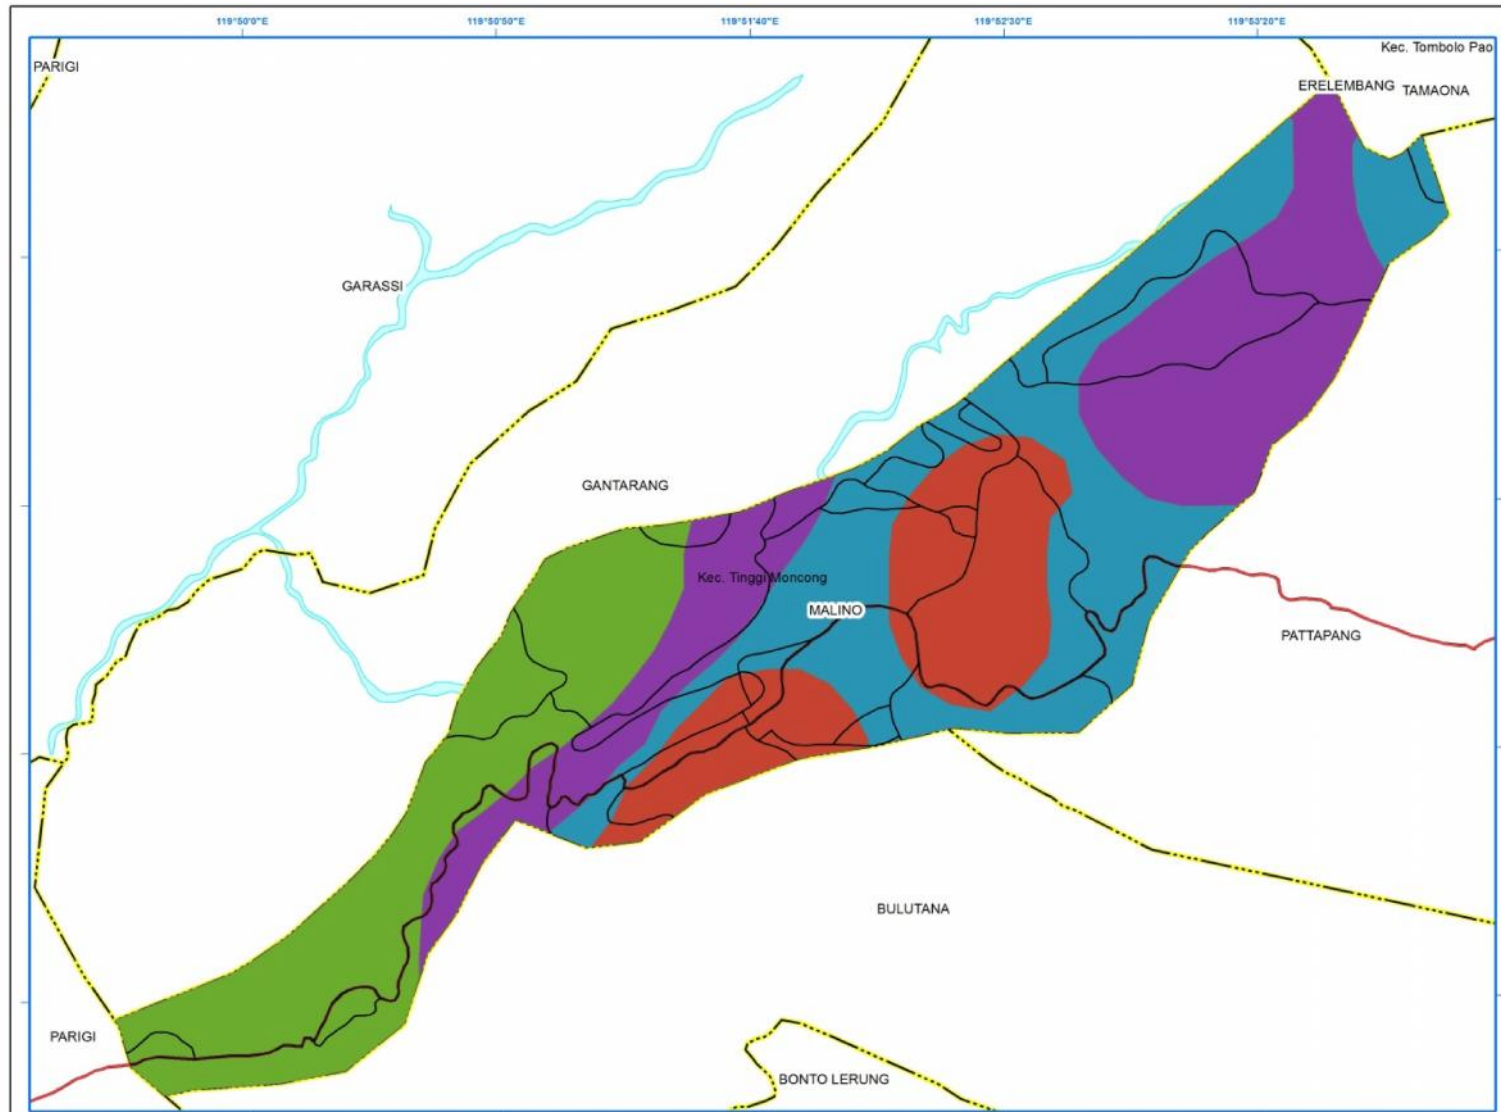 119°50'0"E
119°50'50"E
119°51'40"E
119°52'30"E
119°53'20"E
Kec. Tombolo Pao
PARIGI
ERELEMBANG
TAMAONA
GARASSI
GANTARANG
Kec. Tinggi Moncong
MALINO
PATTAPANG
BULUTANA
PARIGI
BONTO LERUNG